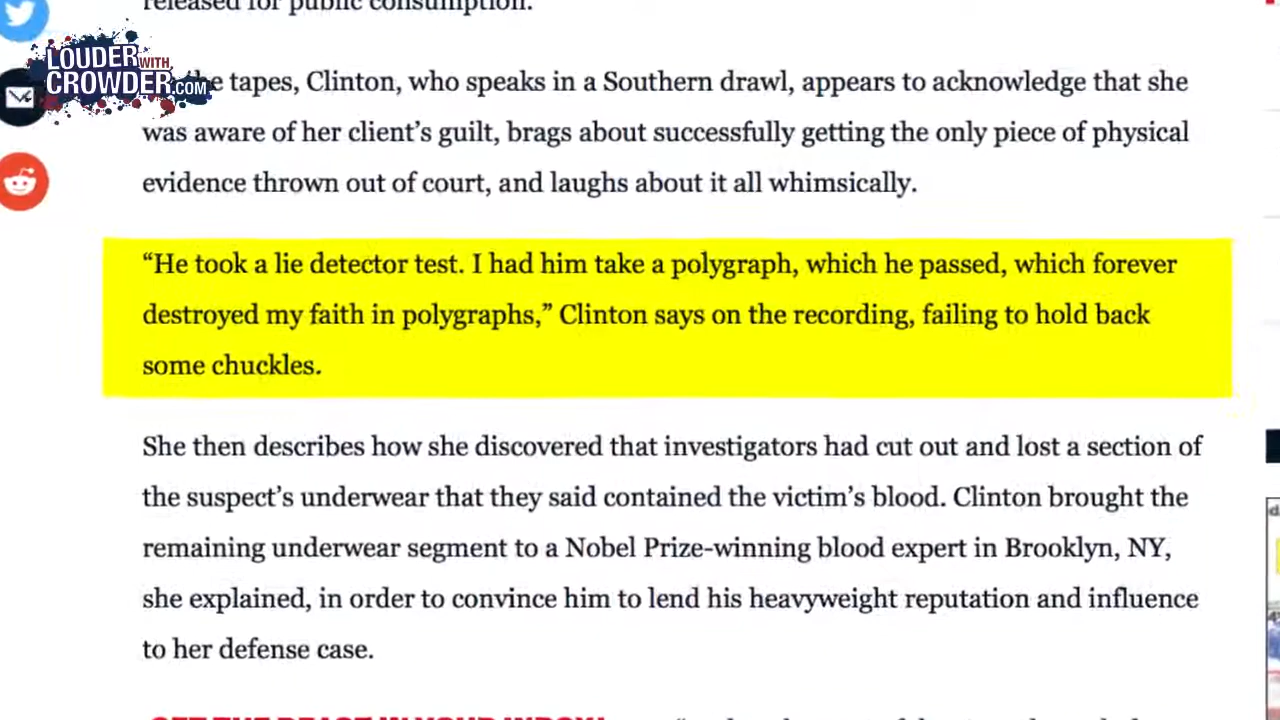 released for public consumption.
LOUDER WITH
CROWDER.COM
he tapes, Clinton, who speaks in a Southern drawl, appears to acknowledge that she
was aware of her client’s guilt, brags about successfully getting the only piece of physical
evidence thrown out of court, and laughs about it all whimsically.
“He took a lie detector test. I had him take a polygraph, which he passed, which forever
destroyed my faith in polygraphs,” Clinton says on the recording, failing to hold back
some chuckles.
She then describes how she discovered that investigators had cut out and lost a section of
the suspect’s underwear that they said contained the victim’s blood. Clinton brought the
remaining underwear segment to a Nobel Prize-winning blood expert in Brooklyn, NY,
she explained, in order to convince him to lend his heavyweight reputation and influence
to her defense case.